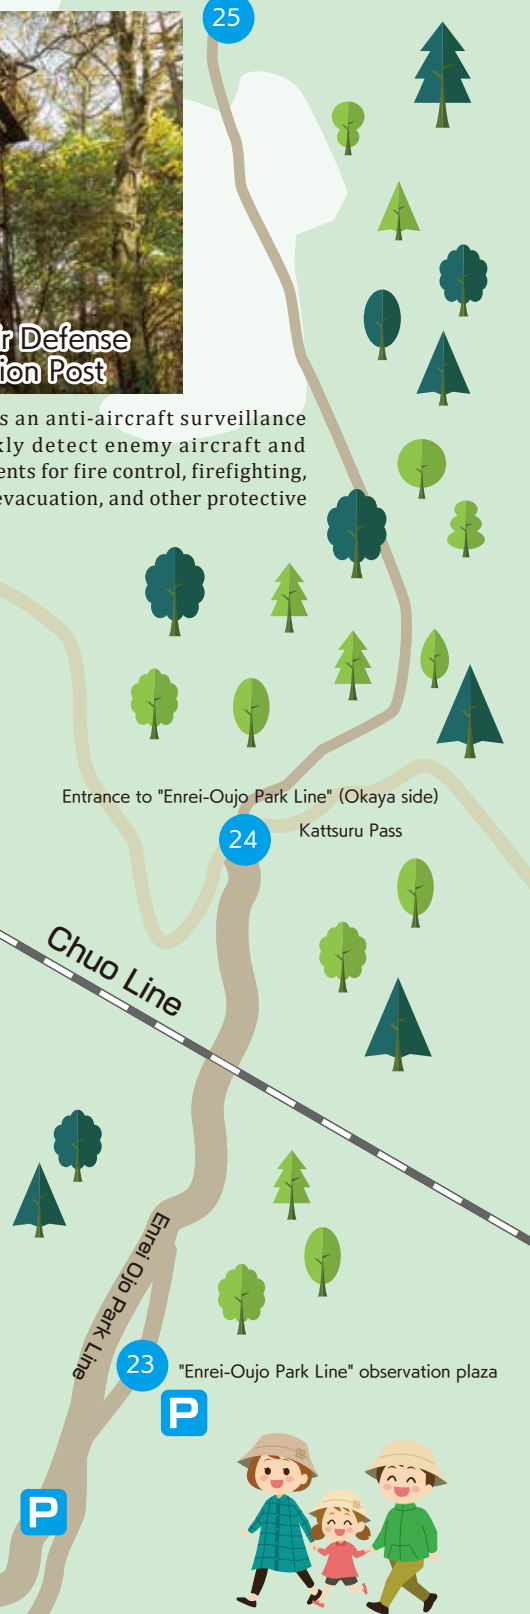 25
r Defense
ion Post
s an anti-aircraft surveillance
kly detect enemy aircraft and
ents for fire control, firefighting,
evacuation, and other protective
Entrance to "Enrei-Oujo Park Line" (Okaya side)
24
Kattsuru Pass
Chuo Line
Enrei Ojo Park Line
23
"Enrei-Oujo Park Line" observation plaza
P
P